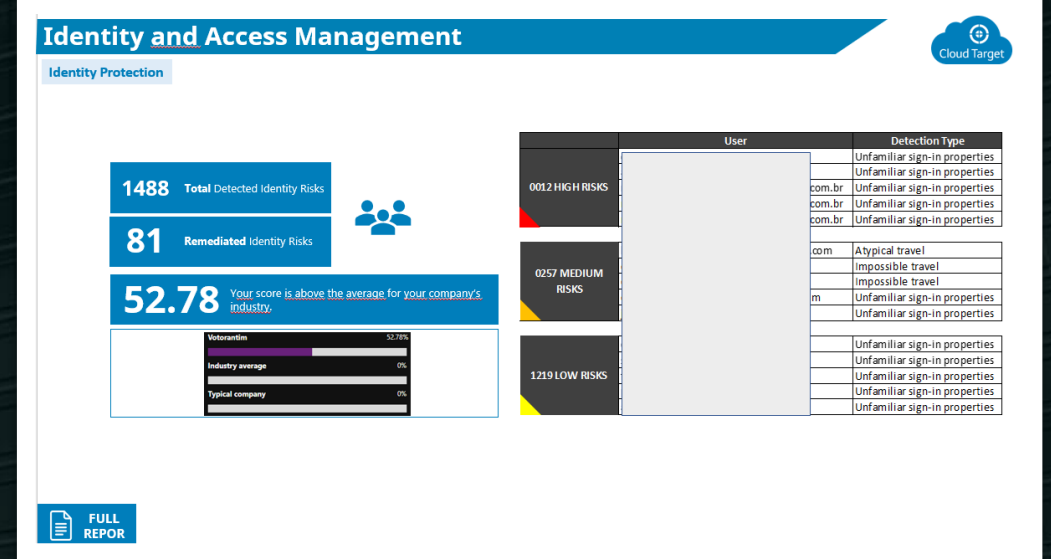 Identity and Access Management
Cloud Target
Identity Protection
1488 Total Detected Identity Risks
81 Remediated Identity Risks
52.78 Your score is above the average for your company's
industry.
Votorantim 52.78%
Industry average 0%
Typical company 0%
User Detection Type
0012 HIGH RISKS
Unfamiliar sign-in properties
Unfamiliar sign-in properties
com.br Unfamiliar sign-in properties
com.br Unfamiliar sign-in properties
com.br Unfamiliar sign-in properties
0257 MEDIUM
RISKS
com Atypical travel
Impossible travel
Impossible travel
m Unfamiliar sign-in properties
Unfamiliar sign-in properties
1219 LOW RISKS
Unfamiliar sign-in properties
Unfamiliar sign-in properties
Unfamiliar sign-in properties
Unfamiliar sign-in properties
Unfamiliar sign-in properties
FULL
REPOR